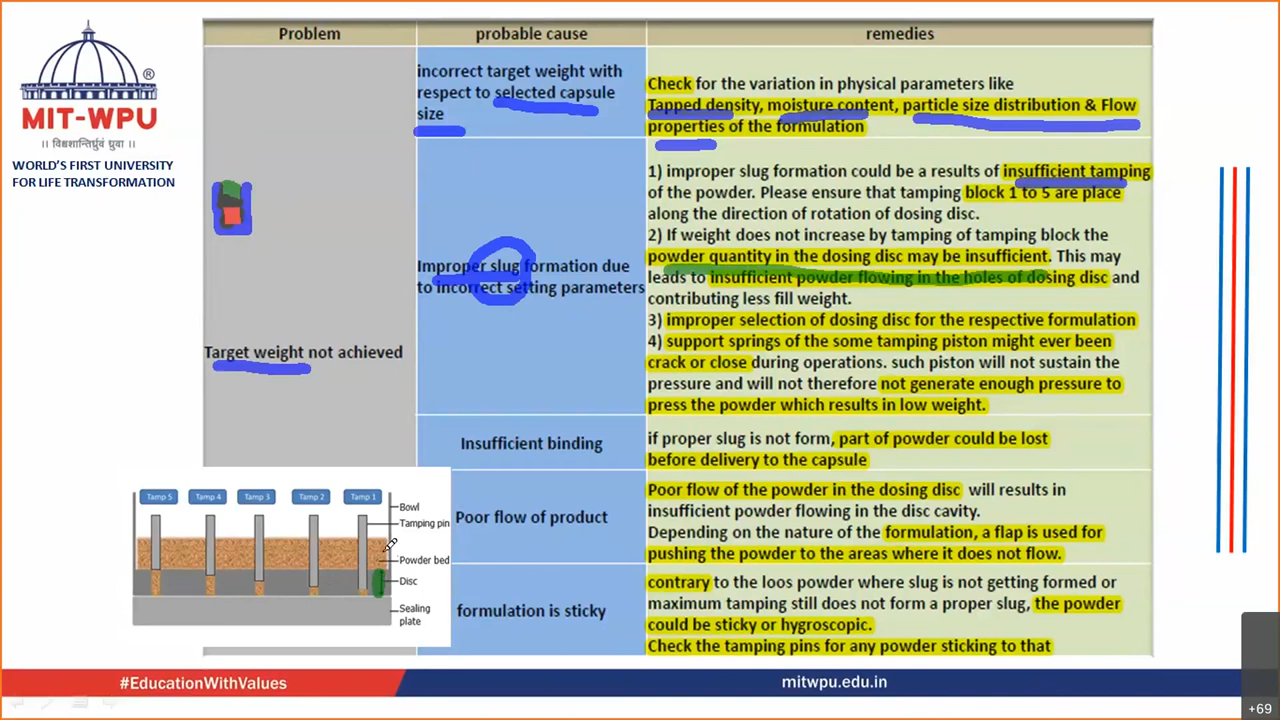 ®
MIT-WPU
|| विश्वशान्तिर्ध्रुवं ध्रुवा ||
WORLD'S FIRST UNIVERSITY
FOR LIFE TRANSFORMATION
Problem
probable cause
remedies
Target weight not achieved
incorrect target weight with
respect to selected capsule
size
Check for the variation in physical parameters like
Tapped density, moisture content, particle size distribution & Flow
properties of the formulation
Improper slug formation due
to incorrect setting parameters
1) improper slug formation could be a results of insufficient tamping
of the powder. Please ensure that tamping block 1 to 5 are place
along the direction of rotation of dosing disc.
2) If weight does not increase by tamping of tamping block the
powder quantity in the dosing disc may be insufficient. This may
leads to insufficient powder flowing in the holes of dosing disc and
contributing less fill weight.
3) improper selection of dosing disc for the respective formulation
4) support springs of the some tamping piston might ever been
crack or close during operations. such piston will not sustain the
pressure and will not therefore not generate enough pressure to
press the powder which results in low weight.
Insufficient binding
if proper slug is not form, part of powder could be lost
before delivery to the capsule
Poor flow of product
Poor flow of the powder in the dosing disc will results in
insufficient powder flowing in the disc cavity.
Depending on the nature of the formulation, a flap is used for
pushing the powder to the areas where it does not flow.
formulation is sticky
contrary to the loos powder where slug is not getting formed or
maximum tamping still does not form a proper slug, the powder
could be sticky or hygroscopic.
Check the tamping pins for any powder sticking to that
Tamp 5
Tamp 4
Tamp 3
Tamp 2
Tamp 1
Bowl
Tamping pin
Powder bed
Disc
Sealing
plate
#EducationWithValues
mitwpu.edu.in
+69